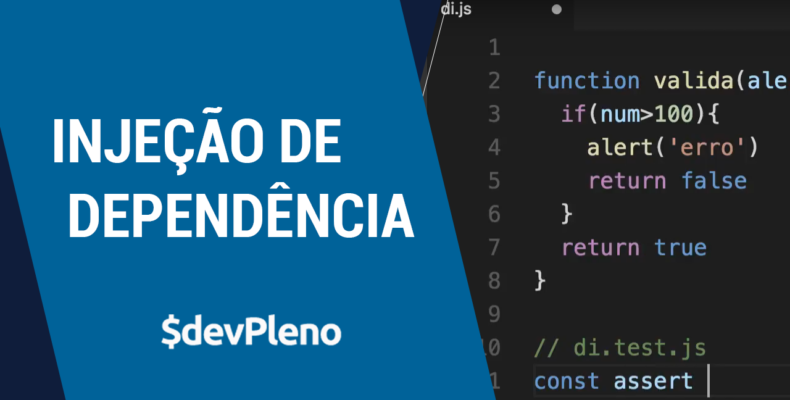 INJEÇÃO DE
DEPENDÊNCIA
$devPleno
di.js
1
2 function valida(ale
3 if(num>100){
4 alert('erro')
5 return false
6 }
7 return true
8 }
9
10 // di.test.js
1 const assert